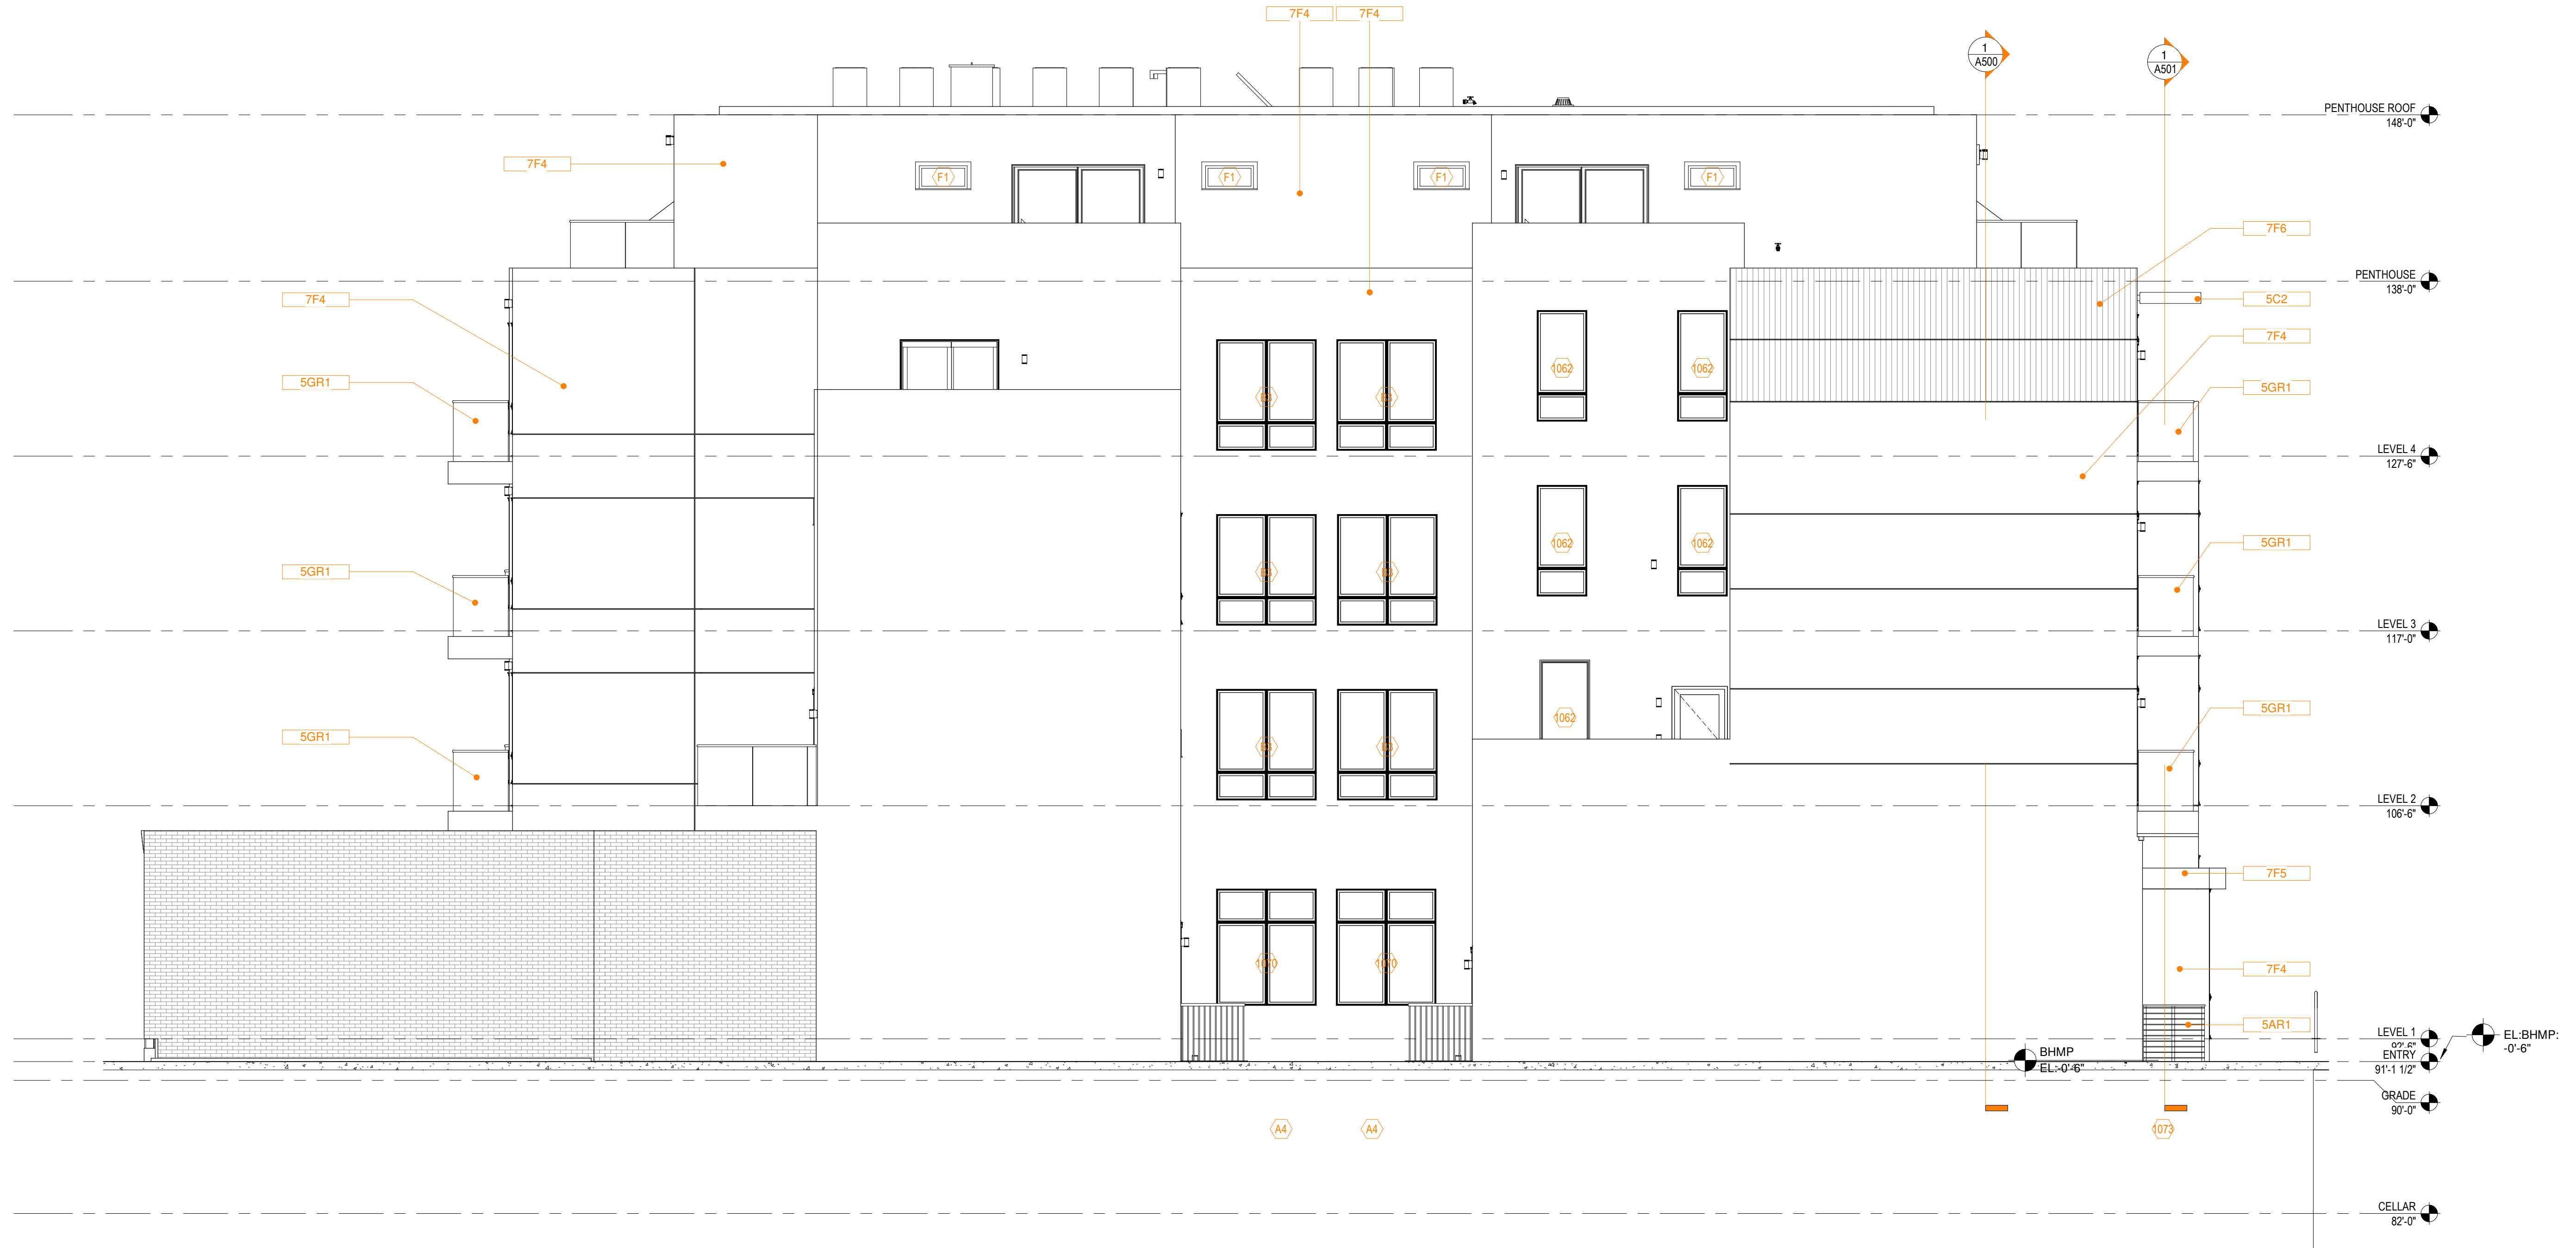 7F4 7F4
1
A500
1
A501
PENTHOUSE ROOF
148'-0"
7F4
F1 F1 F1 F1
7F6
PENTHOUSE
138'-0"
7F4
5C2
7F4
1062 1062
5GR1
5GR1
LEVEL 4
127'-6"
1062 1062
5GR1
5GR1
LEVEL 3
117'-0"
1062
5GR1
5GR1
LEVEL 2
106'-6"
7F5
7F4
5AR1
LEVEL 1
92'-6"
EL:BHMP:
-0'-6"
BHMP
EL:-0'-6"
ENTRY
91'-1 1/2"
GRADE
90'-0"
A4 A4 1073
CELLAR
82'-0"